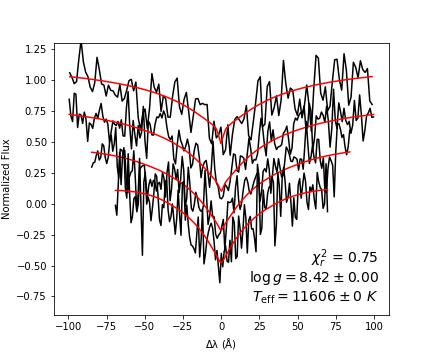 Normalized Flux
1.25
1.00
0.75
0.50
0.25
0.00
−0.25
−0.50
−0.75
χ²ᵣ = 0.75
log g = 8.42 ± 0.00
T_eff = 11606 ± 0 K
−100 −75 −50 −25 0 25 50 75 100
Δλ (Å)